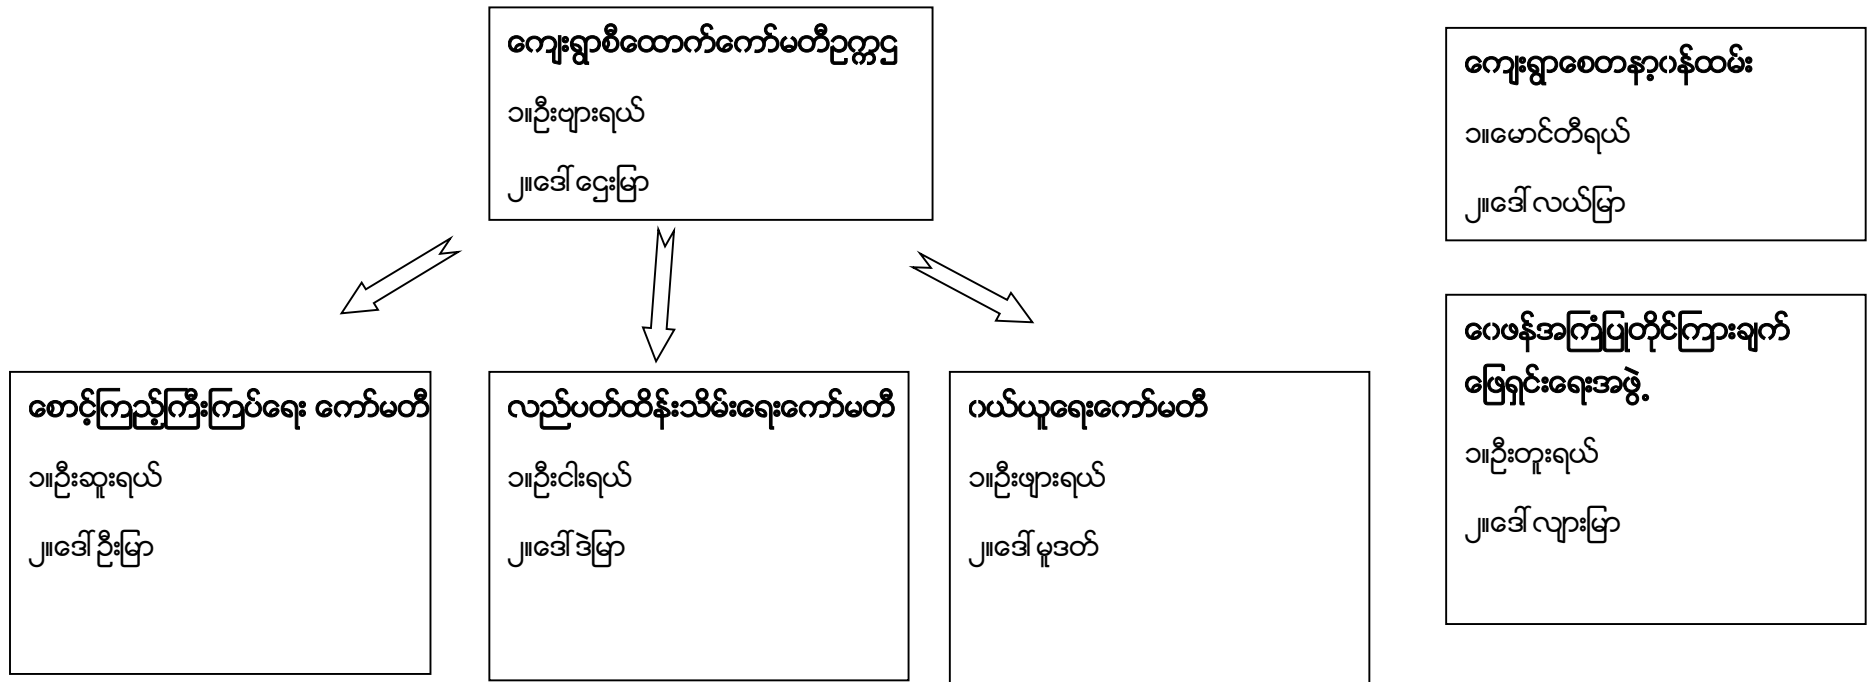 ကျေးရွာစီထောက်ကော်မတီဥက္ကဌ
၁။ဦးဗျားရယ်
၂။ဒေါ်ဌေးမြာ
ကျေးရွာစေတနာ့ဝန်ထမ်း
၁။မောင်တီရယ်
၂။ဒေါ်လယ်မြာ
ဝေဖန်အကြံပြုတိုင်ကြားချက်
ဖြေရှင်းရေးအဖွဲ့
၁။ဦးတူးရယ်
၂။ဒေါ်လျားမြာ
စောင့်ကြည့်ကြီးကြပ်ရေး ကော်မတီ
၁။ဦးဆူးရယ်
၂။ဒေါ်ဦးမြာ
လည်ပတ်ထိန်းသိမ်းရေးကော်မတီ
၁။ဦးငါးရယ်
၂။ဒေါ်ဒဲမြာ
ဝယ်ယူရေးကော်မတီ
၁။ဦးဖျားရယ်
၂။ဒေါ်မူဒတ်